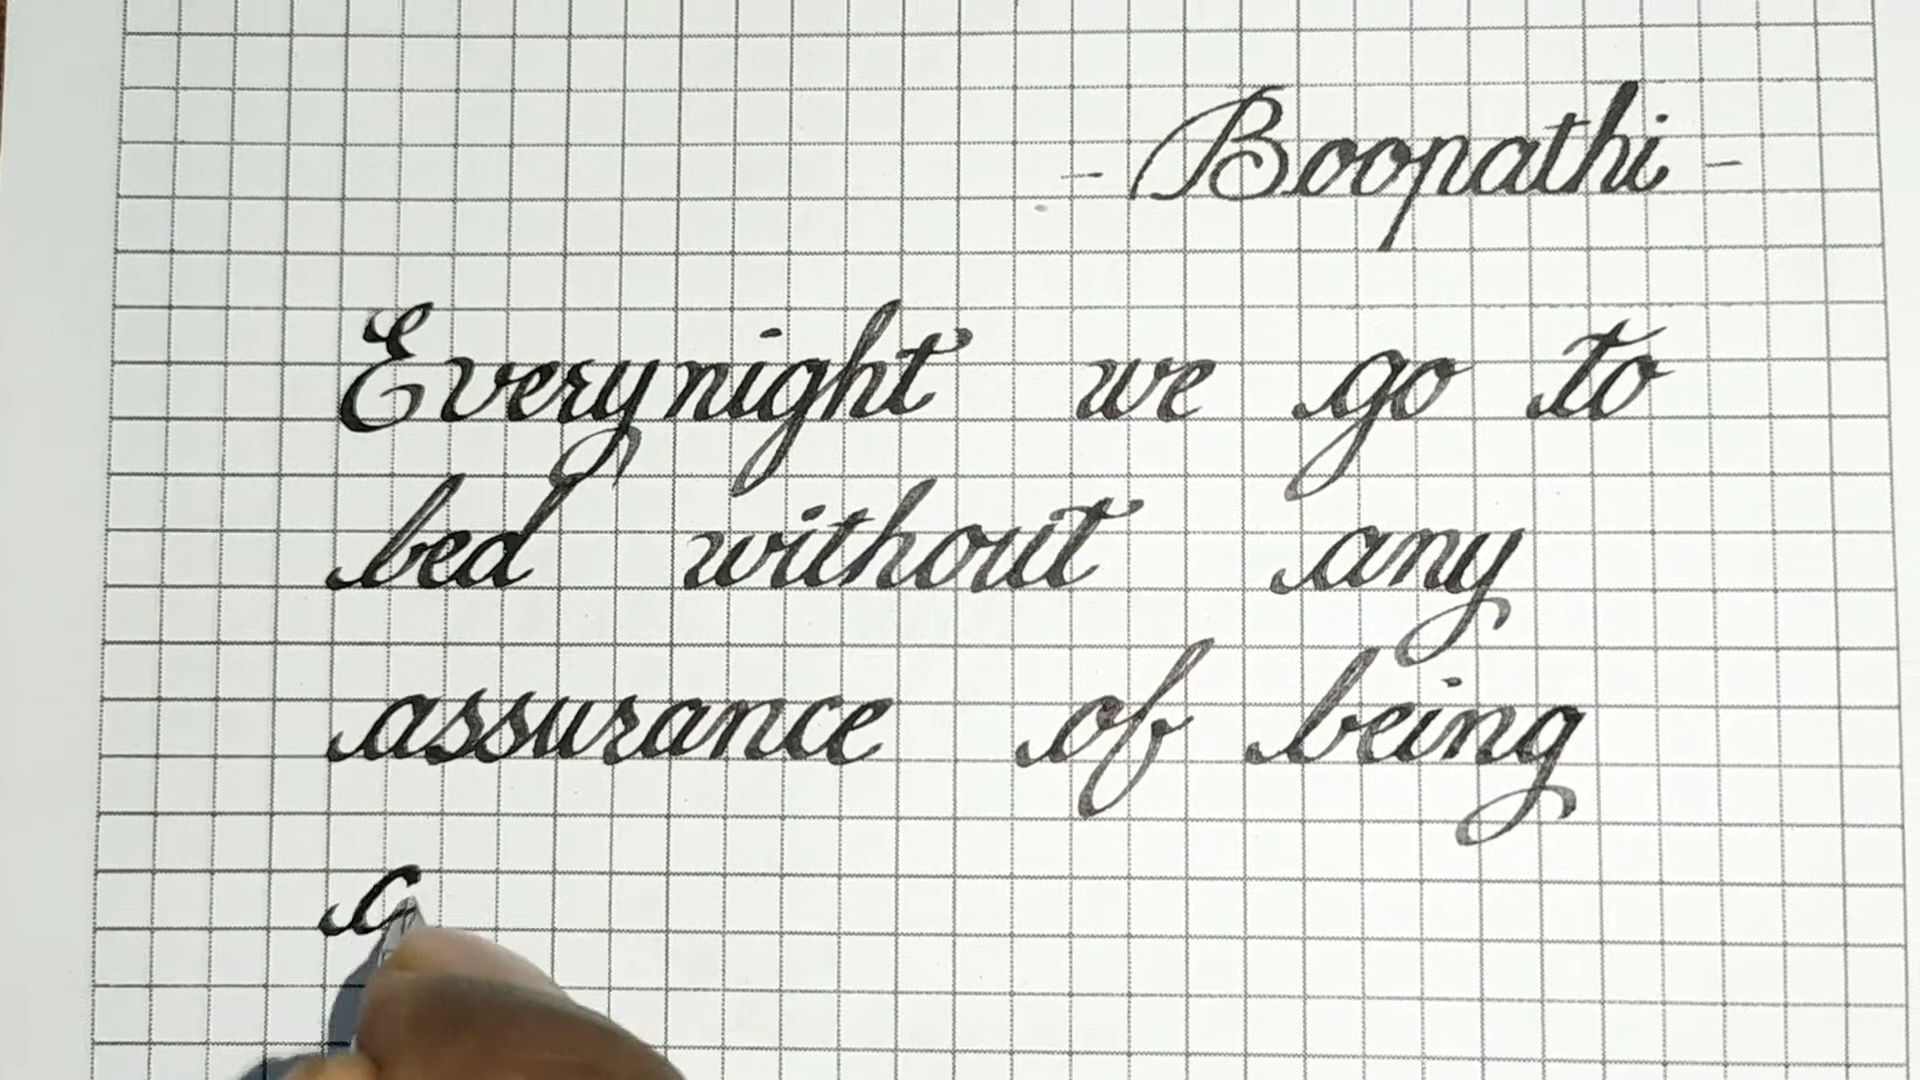 - Boopathi -
Everynight we go to
bed without any
assurance of being